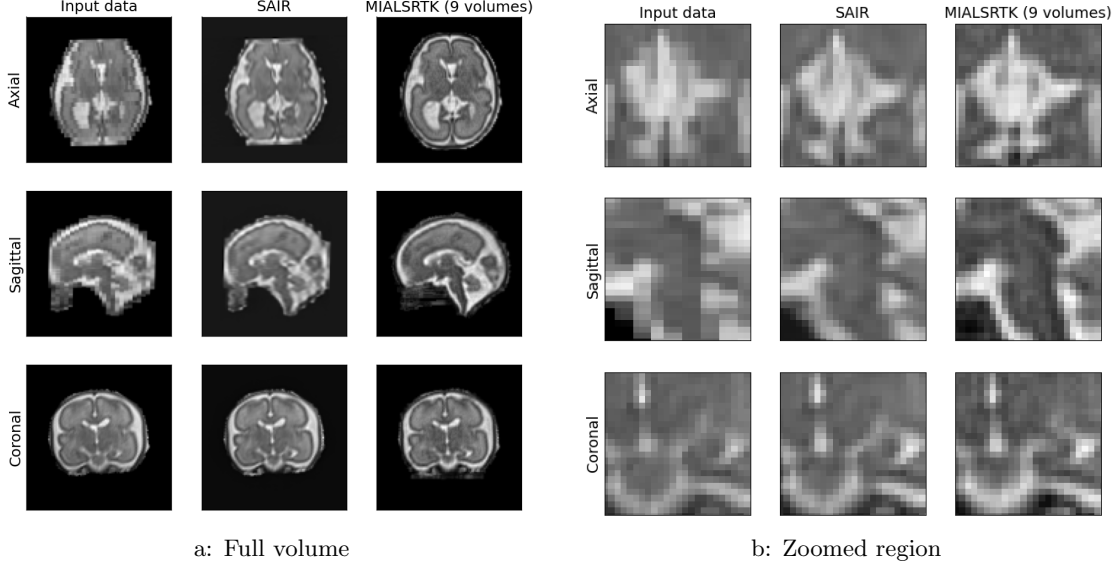 Input data SAIR MIALSRTK (9 volumes)
Axial
Sagittal
Coronal
a: Full volume
Input data SAIR MIALSRTK (9 volumes)
Axial
Sagittal
Coronal
b: Zoomed region